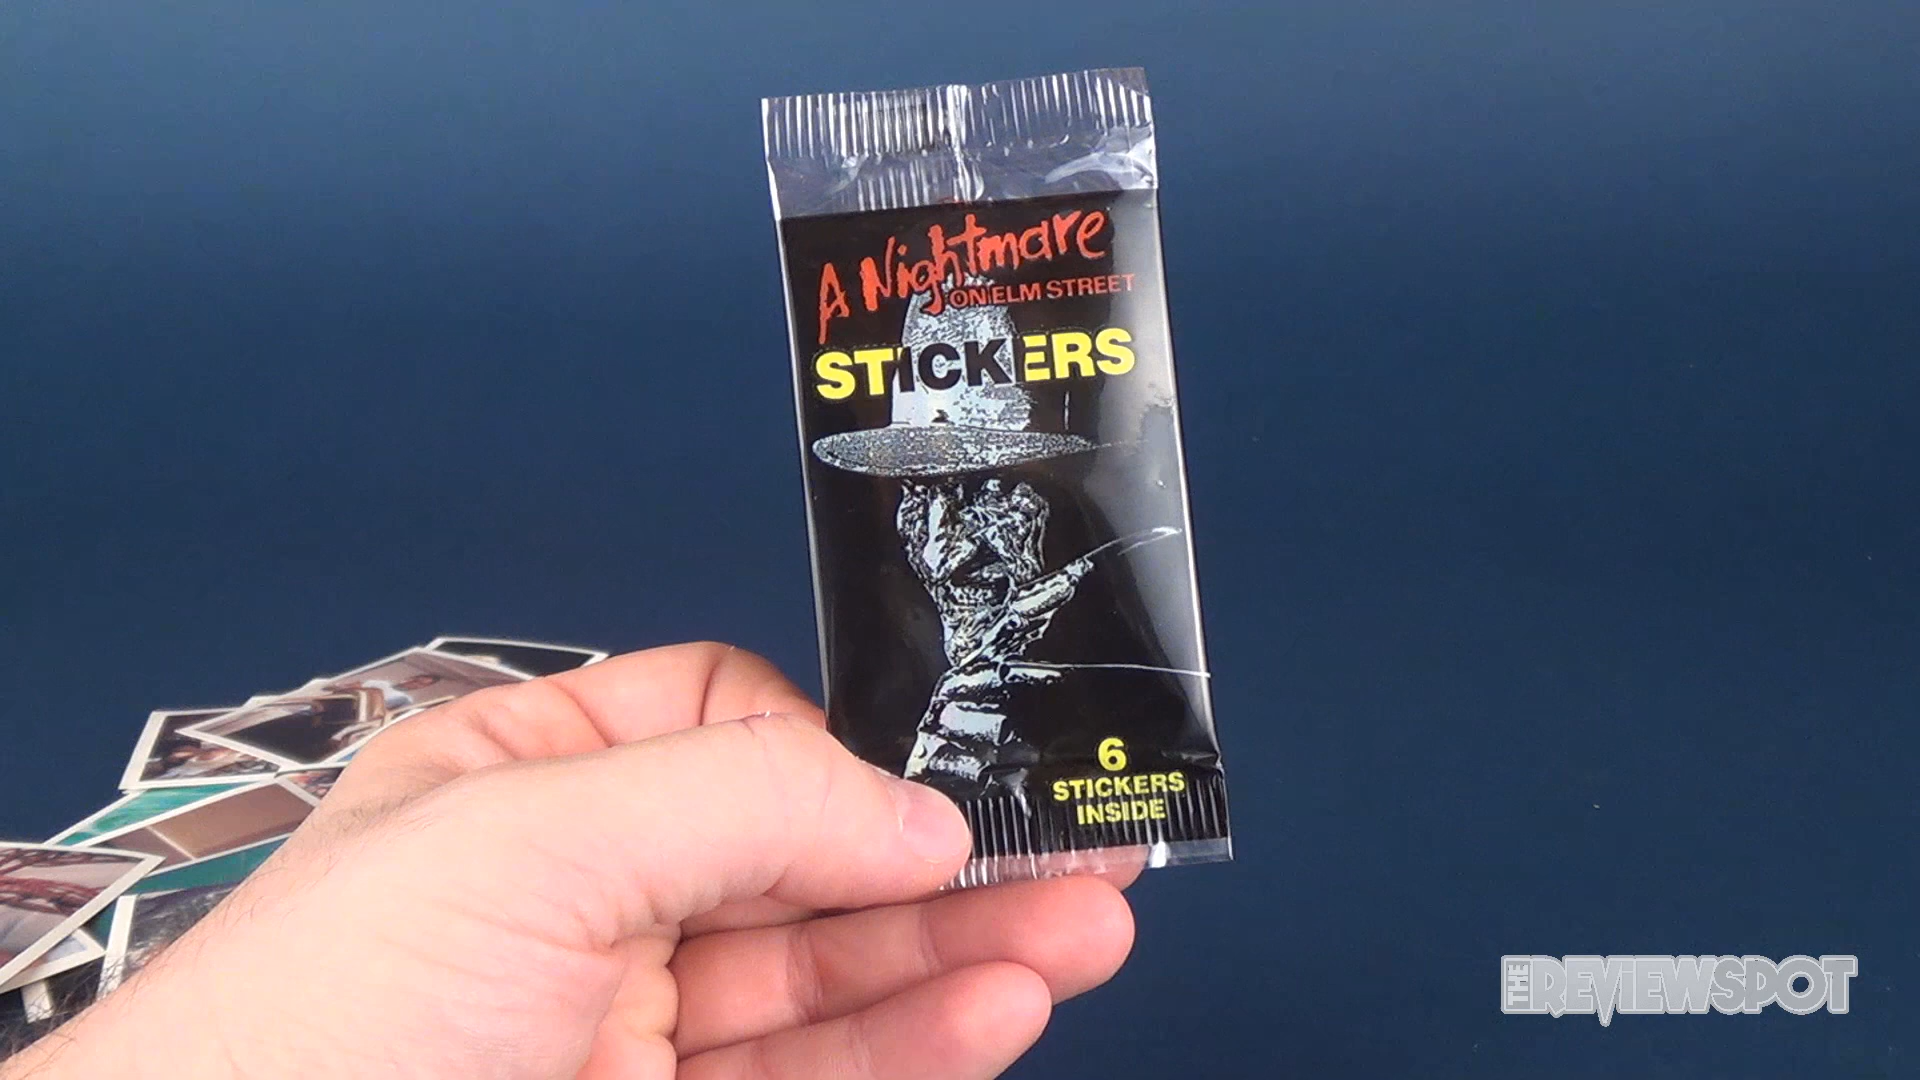 A Nightmare
ON ELM STREET
STICKERS
6
STICKERS
INSIDE
THE REVIEWSPOT